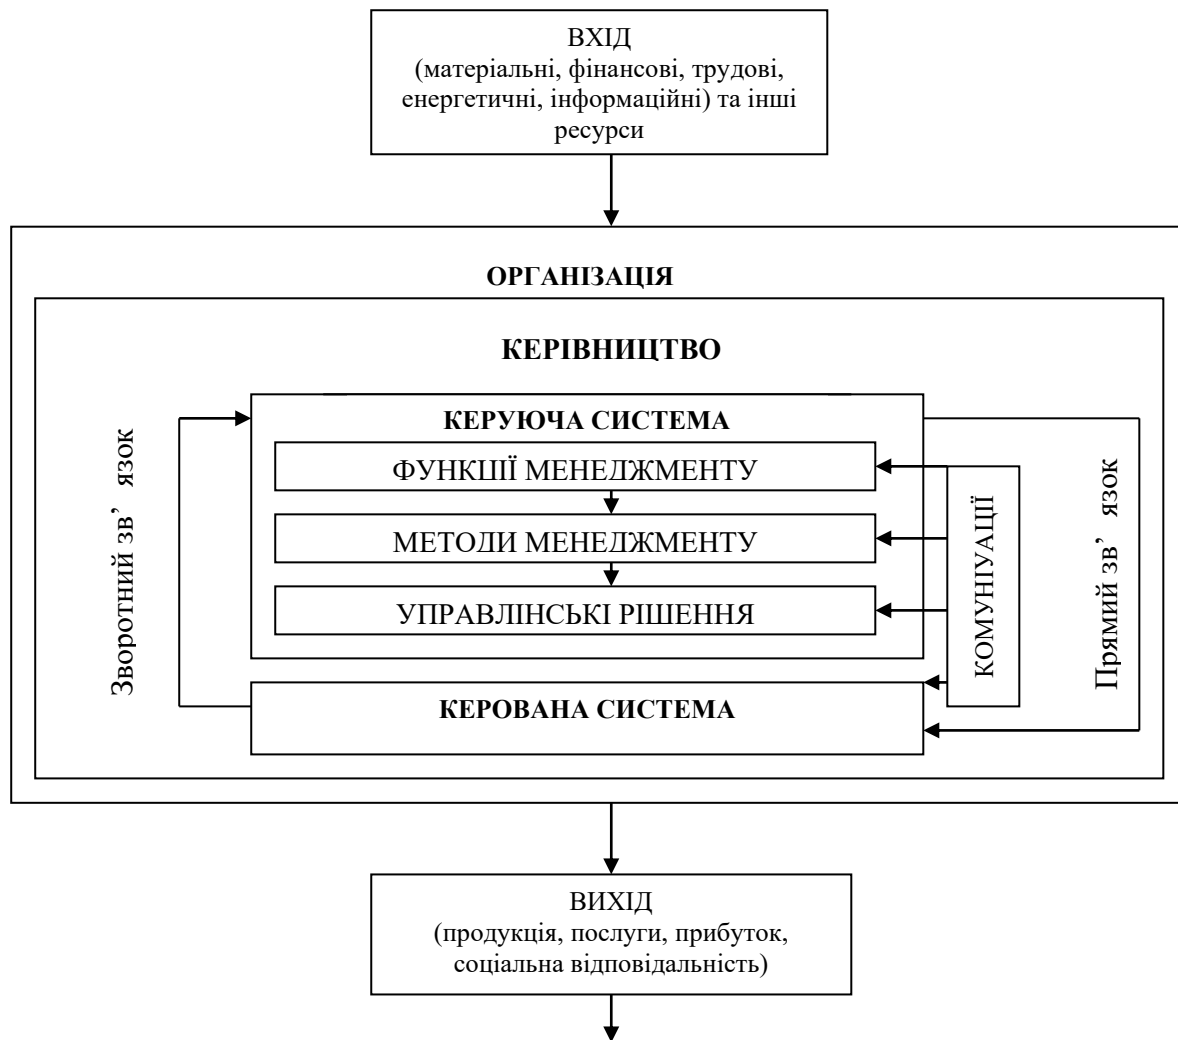 ВХІД
(матеріальні, фінансові, трудові,
енергетичні, інформаційні) та інші
ресурси
ОРГАНІЗАЦІЯ
КЕРІВНИЦТВО
КЕРУЮЧА СИСТЕМА
ФУНКЦІЇ МЕНЕДЖМЕНТУ
МЕТОДИ МЕНЕДЖМЕНТУ
УПРАВЛІНСЬКІ РІШЕННЯ
КЕРОВАНА СИСТЕМА
Зворотний зв’ язок
КОМУНІУАЦІЇ
Прямий зв’ язок
ВИХІД
(продукція, послуги, прибуток,
соціальна відповідальність)